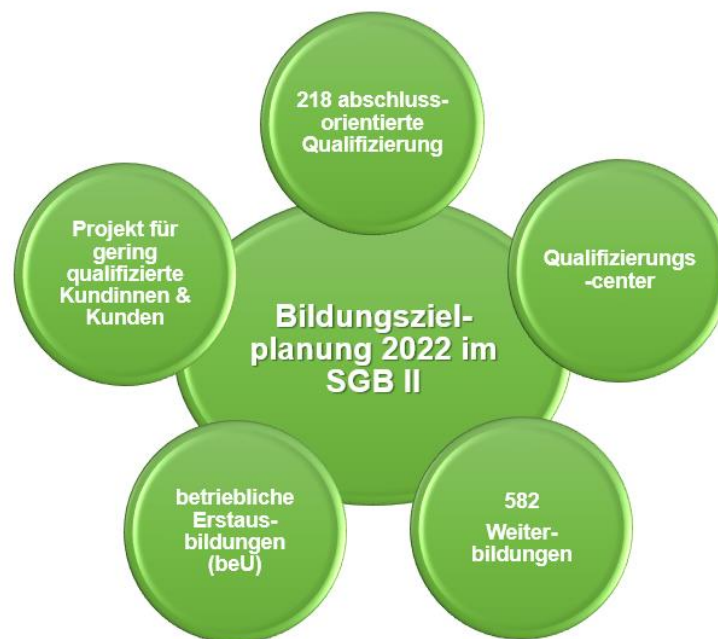 218 abschluss-
orientierte
Qualifizierung
Projekt für
gering
qualifizierte
Kundinnen &
Kunden
Qualifizierungs
-center
Bildungsziel-
planung 2022 im
SGB II
betriebliche
Erstaus-
bildungen
(beU)
582
Weiter-
bildungen